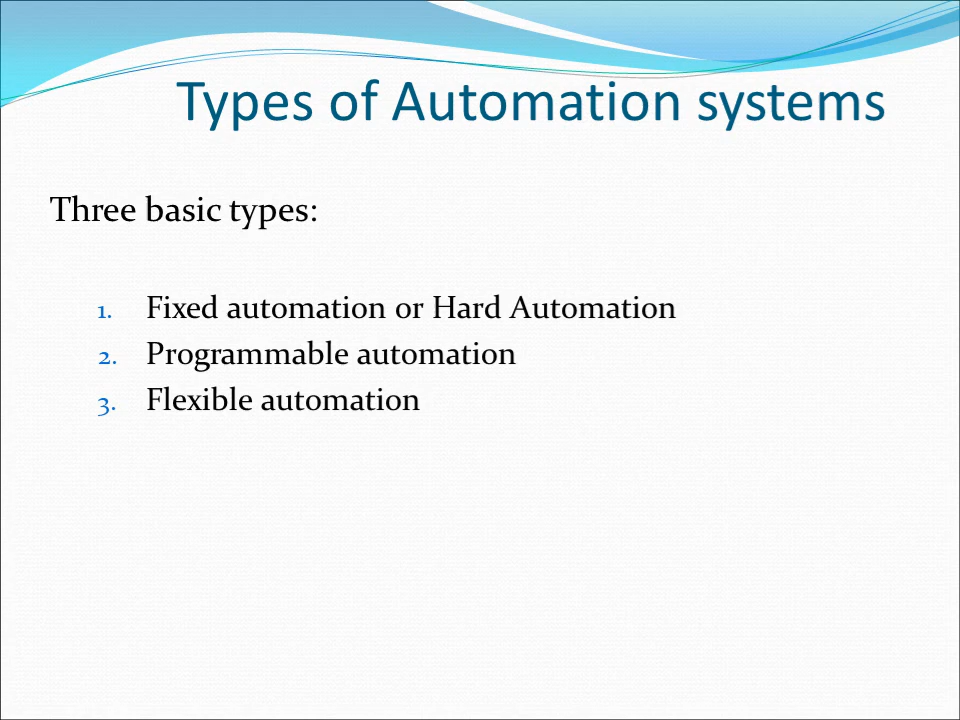 Types of Automation systems
Three basic types:
1. Fixed automation or Hard Automation
2. Programmable automation
3. Flexible automation